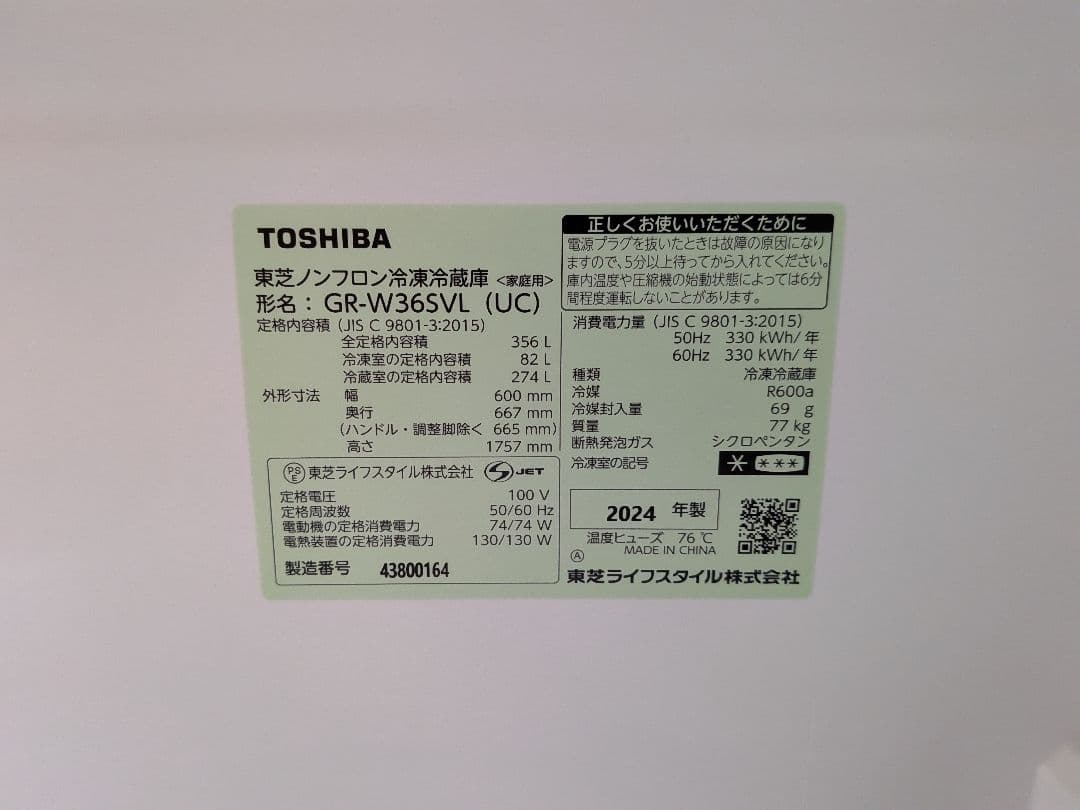 TOSHIBA
東芝ノンフロン冷凍冷蔵庫 <家庭用>
形名： GR-W36SVL (UC)
定格内容積 (JIS C 9801-3:2015)
全定格内容積 356 L
冷凍室の定格内容積 82 L
冷蔵室の定格内容積 274 L
外形寸法 幅 600 mm
奥行 667 mm
(ハンドル・調整脚除く 665 mm)
高さ 1757 mm
PS E 東芝ライフスタイル株式会社 S JET
定格電圧 100 V
定格周波数 50/60 Hz
電動機の定格消費電力 74/74 W
電熱装置の定格消費電力 130/130 W
製造番号 43800164
正しくお使いいただくために
電源プラグを抜いたときは故障の原因になり
ますので、5分以上待ってから入れてください。
庫内温度や圧縮機の始動状態によっては6分
間程度運転しないことがあります。
消費電力量 (JIS C 9801-3:2015)
50Hz 330 kWh/年
60Hz 330 kWh/年
種類 冷凍冷蔵庫
冷媒 R600a
冷媒封入量 69 g
質量 77 kg
断熱発泡ガス シクロペンタン
冷凍室の記号 * ***
2024 年製
温度ヒューズ 76 ℃
Ⓐ MADE IN CHINA
東芝ライフスタイル株式会社